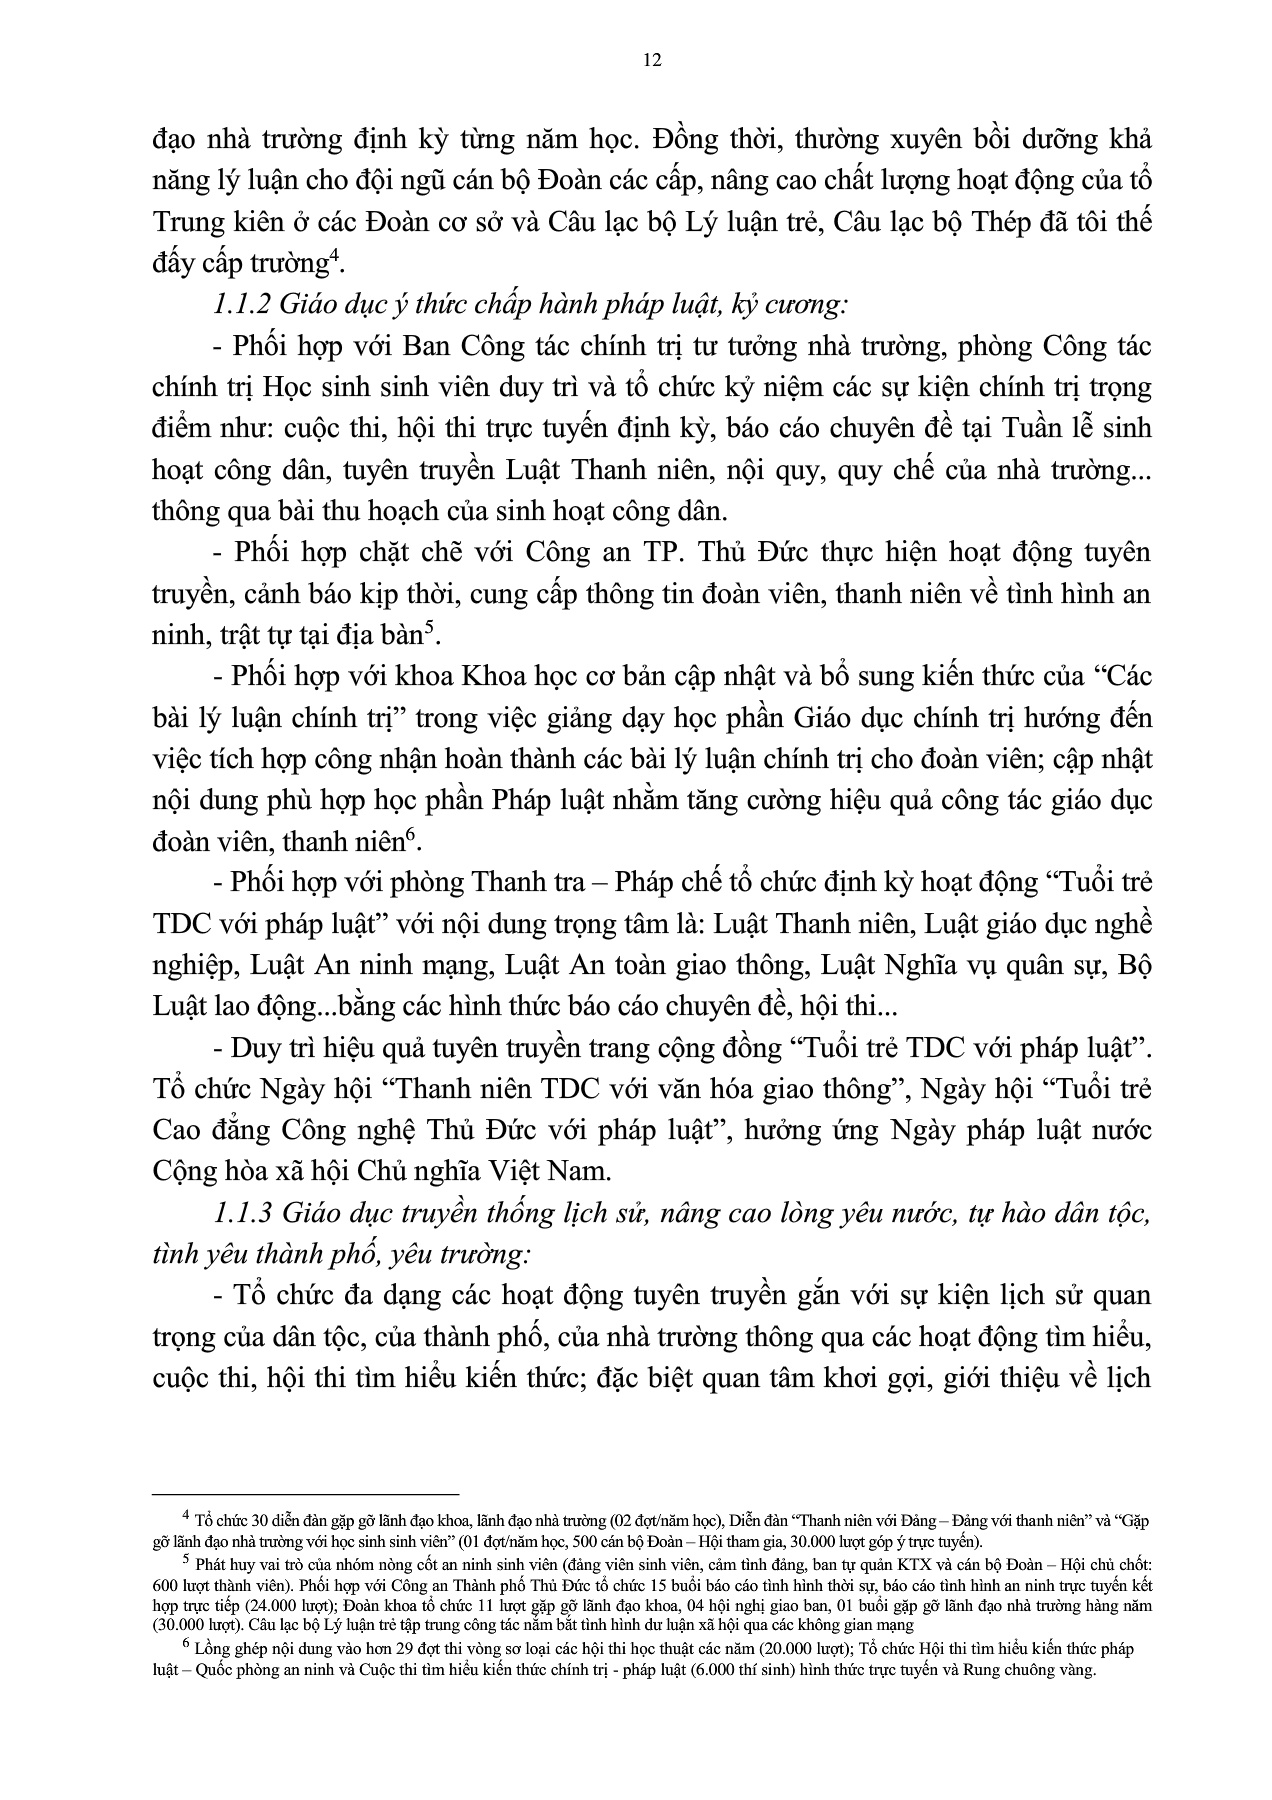 12
đạo nhà trường định kỳ từng năm học. Đồng thời, thường xuyên bồi dưỡng khả
năng lý luận cho đội ngũ cán bộ Đoàn các cấp, nâng cao chất lượng hoạt động của tổ
Trung kiên ở các Đoàn cơ sở và Câu lạc bộ Lý luận trẻ, Câu lạc bộ Thép đã tôi thế
đấy cấp trường4.
1.1.2 Giáo dục ý thức chấp hành pháp luật, kỷ cương:
- Phối hợp với Ban Công tác chính trị tư tưởng nhà trường, phòng Công tác
chính trị Học sinh sinh viên duy trì và tổ chức kỷ niệm các sự kiện chính trị trọng
điểm như: cuộc thi, hội thi trực tuyến định kỳ, báo cáo chuyên đề tại Tuần lễ sinh
hoạt công dân, tuyên truyền Luật Thanh niên, nội quy, quy chế của nhà trường...
thông qua bài thu hoạch của sinh hoạt công dân.
- Phối hợp chặt chẽ với Công an TP. Thủ Đức thực hiện hoạt động tuyên
truyền, cảnh báo kịp thời, cung cấp thông tin đoàn viên, thanh niên về tình hình an
ninh, trật tự tại địa bàn5.
- Phối hợp với khoa Khoa học cơ bản cập nhật và bổ sung kiến thức của “Các
bài lý luận chính trị” trong việc giảng dạy học phần Giáo dục chính trị hướng đến
việc tích hợp công nhận hoàn thành các bài lý luận chính trị cho đoàn viên; cập nhật
nội dung phù hợp học phần Pháp luật nhằm tăng cường hiệu quả công tác giáo dục
đoàn viên, thanh niên6.
- Phối hợp với phòng Thanh tra – Pháp chế tổ chức định kỳ hoạt động “Tuổi trẻ
TDC với pháp luật” với nội dung trọng tâm là: Luật Thanh niên, Luật giáo dục nghề
nghiệp, Luật An ninh mạng, Luật An toàn giao thông, Luật Nghĩa vụ quân sự, Bộ
Luật lao động...bằng các hình thức báo cáo chuyên đề, hội thi...
- Duy trì hiệu quả tuyên truyền trang cộng đồng “Tuổi trẻ TDC với pháp luật”.
Tổ chức Ngày hội “Thanh niên TDC với văn hóa giao thông”, Ngày hội “Tuổi trẻ
Cao đẳng Công nghệ Thủ Đức với pháp luật”, hưởng ứng Ngày pháp luật nước
Cộng hòa xã hội Chủ nghĩa Việt Nam.
1.1.3 Giáo dục truyền thống lịch sử, nâng cao lòng yêu nước, tự hào dân tộc,
tình yêu thành phố, yêu trường:
- Tổ chức đa dạng các hoạt động tuyên truyền gắn với sự kiện lịch sử quan
trọng của dân tộc, của thành phố, của nhà trường thông qua các hoạt động tìm hiểu,
cuộc thi, hội thi tìm hiểu kiến thức; đặc biệt quan tâm khơi gợi, giới thiệu về lịch
4 Tổ chức 30 diễn đàn gặp gỡ lãnh đạo khoa, lãnh đạo nhà trường (02 đợt/năm học), Diễn đàn “Thanh niên với Đảng – Đảng với thanh niên” và “Gặp
gỡ lãnh đạo nhà trường với học sinh sinh viên” (01 đợt/năm học, 500 cán bộ Đoàn – Hội tham gia, 30.000 lượt góp ý trực tuyến).
5 Phát huy vai trò của nhóm nòng cốt an ninh sinh viên (đảng viên sinh viên, cảm tình đảng, ban tự quản KTX và cán bộ Đoàn – Hội chủ chốt:
600 lượt thành viên). Phối hợp với Công an Thành phố Thủ Đức tổ chức 15 buổi báo cáo tình hình thời sự, báo cáo tình hình an ninh trực tuyến kết
hợp trực tiếp (24.000 lượt); Đoàn khoa tổ chức 11 lượt gặp gỡ lãnh đạo khoa, 04 hội nghị giao ban, 01 buổi gặp gỡ lãnh đạo nhà trường hàng năm
(30.000 lượt). Câu lạc bộ Lý luận trẻ tập trung công tác nắm bắt tình hình dư luận xã hội qua các không gian mạng
6 Lồng ghép nội dung vào hơn 29 đợt thi vòng sơ loại các hội thi học thuật các năm (20.000 lượt); Tổ chức Hội thi tìm hiểu kiến thức pháp
luật – Quốc phòng an ninh và Cuộc thi tìm hiểu kiến thức chính trị - pháp luật (6.000 thí sinh) hình thức trực tuyến và Rung chuông vàng.